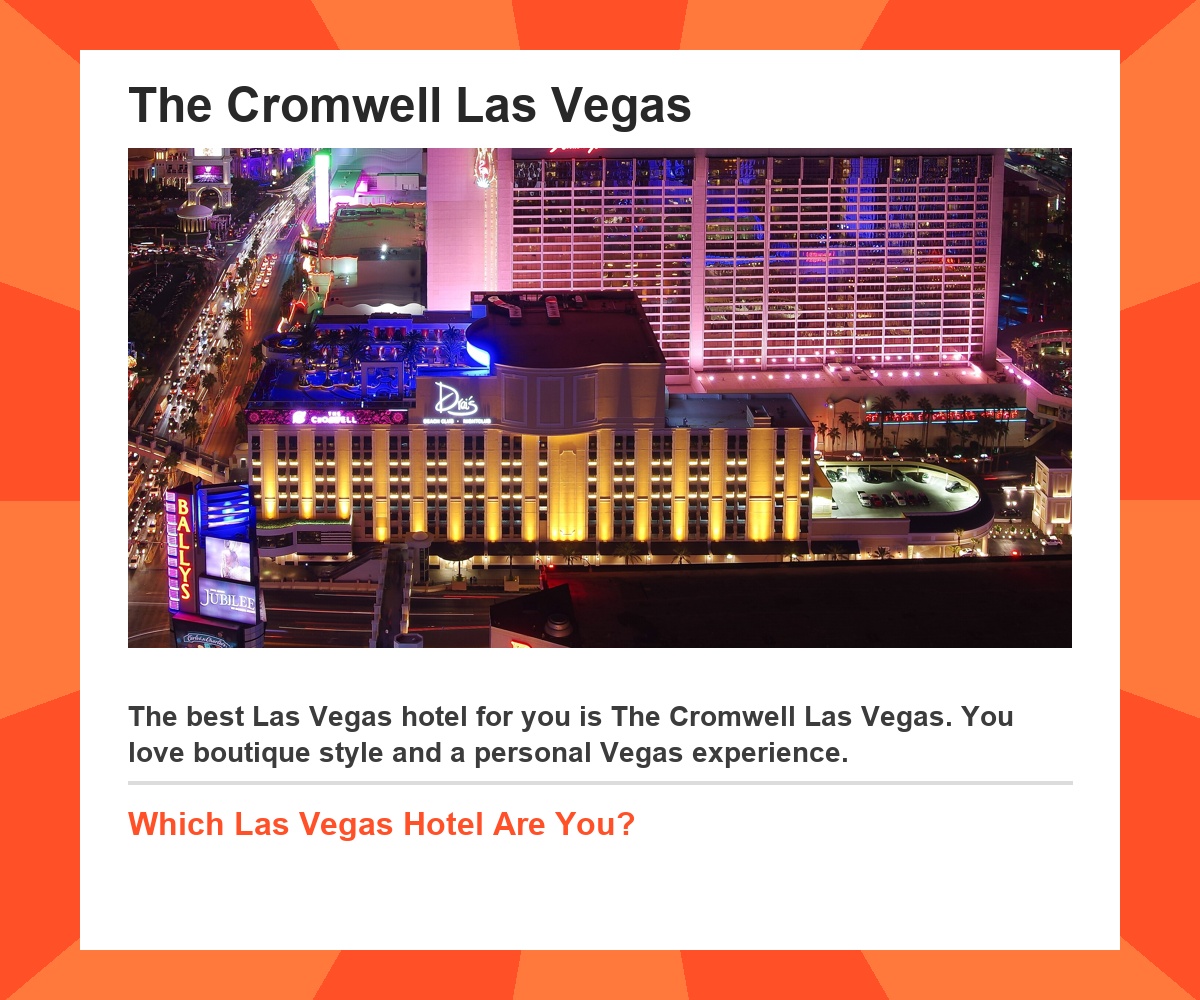 The Cromwell Las Vegas
Drai's
BEACH CLUB • NIGHTCLUB
THE
CROMWELL
BALLYS
JUBILEE
The best Las Vegas hotel for you is The Cromwell Las Vegas. You
love boutique style and a personal Vegas experience.
Which Las Vegas Hotel Are You?